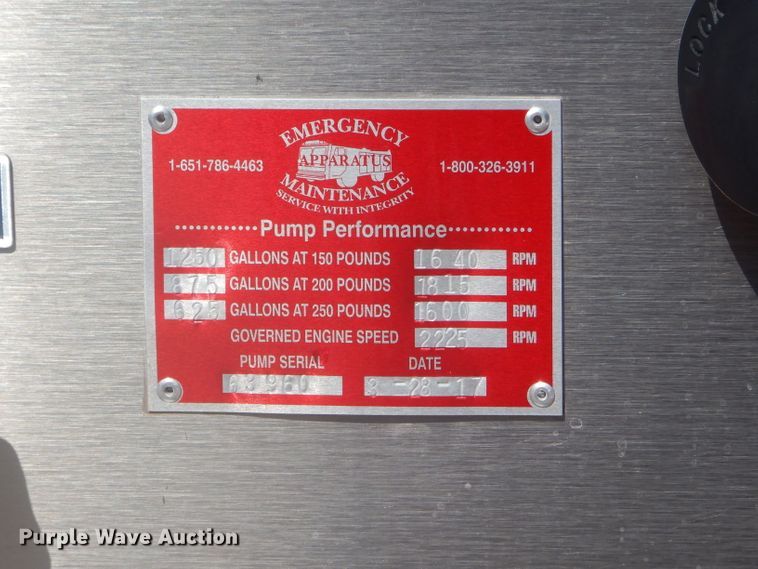 LOCK
EMERGENCY
APPARATUS
MAINTENANCE
SERVICE WITH INTEGRITY
1-651-786-4463 1-800-326-3911
Pump Performance
1250 GALLONS AT 150 POUNDS 1640 RPM
875 GALLONS AT 200 POUNDS 1815 RPM
625 GALLONS AT 250 POUNDS 1600 RPM
GOVERNED ENGINE SPEED 2225 RPM
PUMP SERIAL DATE
63960 3-28-17
Purple Wave Auction